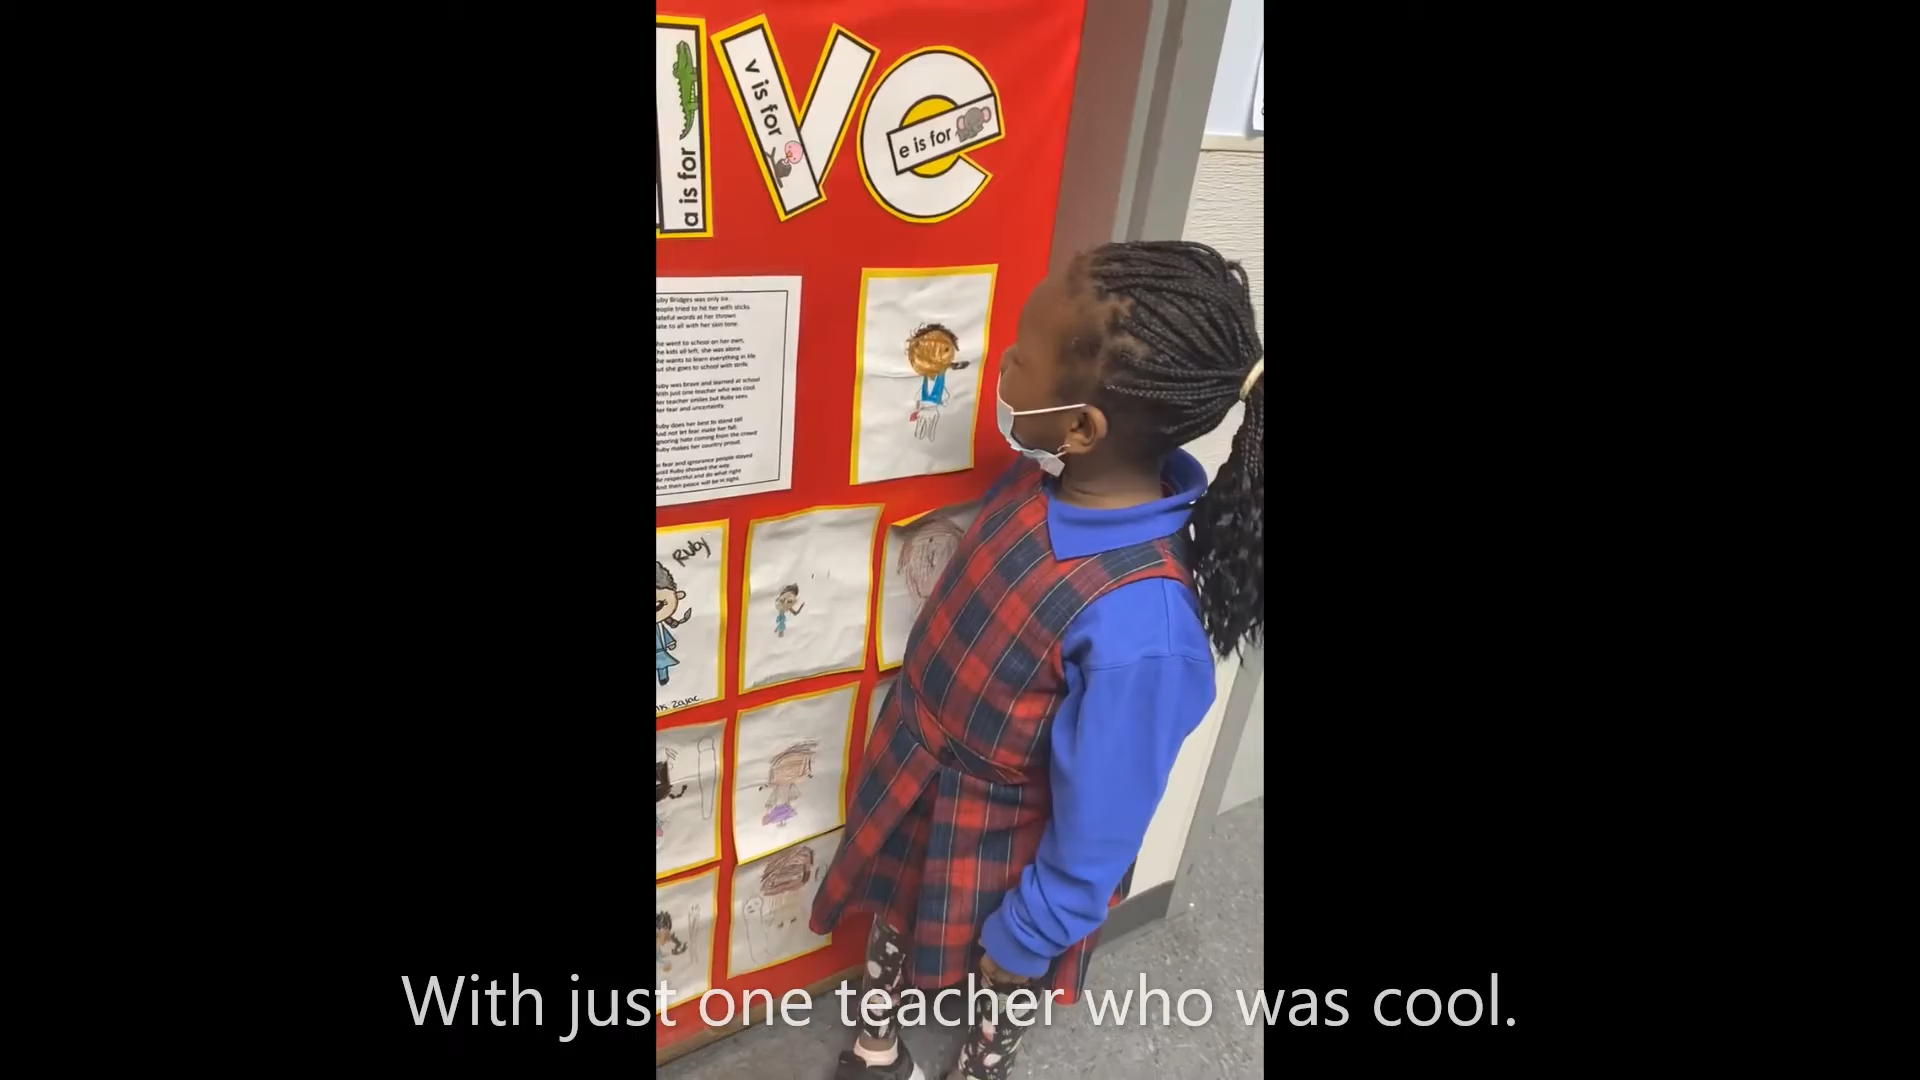 a is for
v is for
e is for
Bridges was only six
people tried to hit her with sticks
hateful words at her thrown
to all with her skin tone.
she went to school on her own,
the kids all left, she was alone
she wants to learn everything in life
but she goes to school with strife.
Ruby was brave and learned at school
With just one teacher who was cool.
Her teacher smiles but Ruby sees
Her fear and uncertainty.
Ruby does her best to stand tall
And not let fear make her fall.
Ignoring hate coming from the crowd
Ruby makes her country proud.
fear and ignorance people stayed
until Ruby showed the way.
Be respectful and do what right
And then peace will be in sight.
Ruby
Zajac
With just one teacher who was cool.